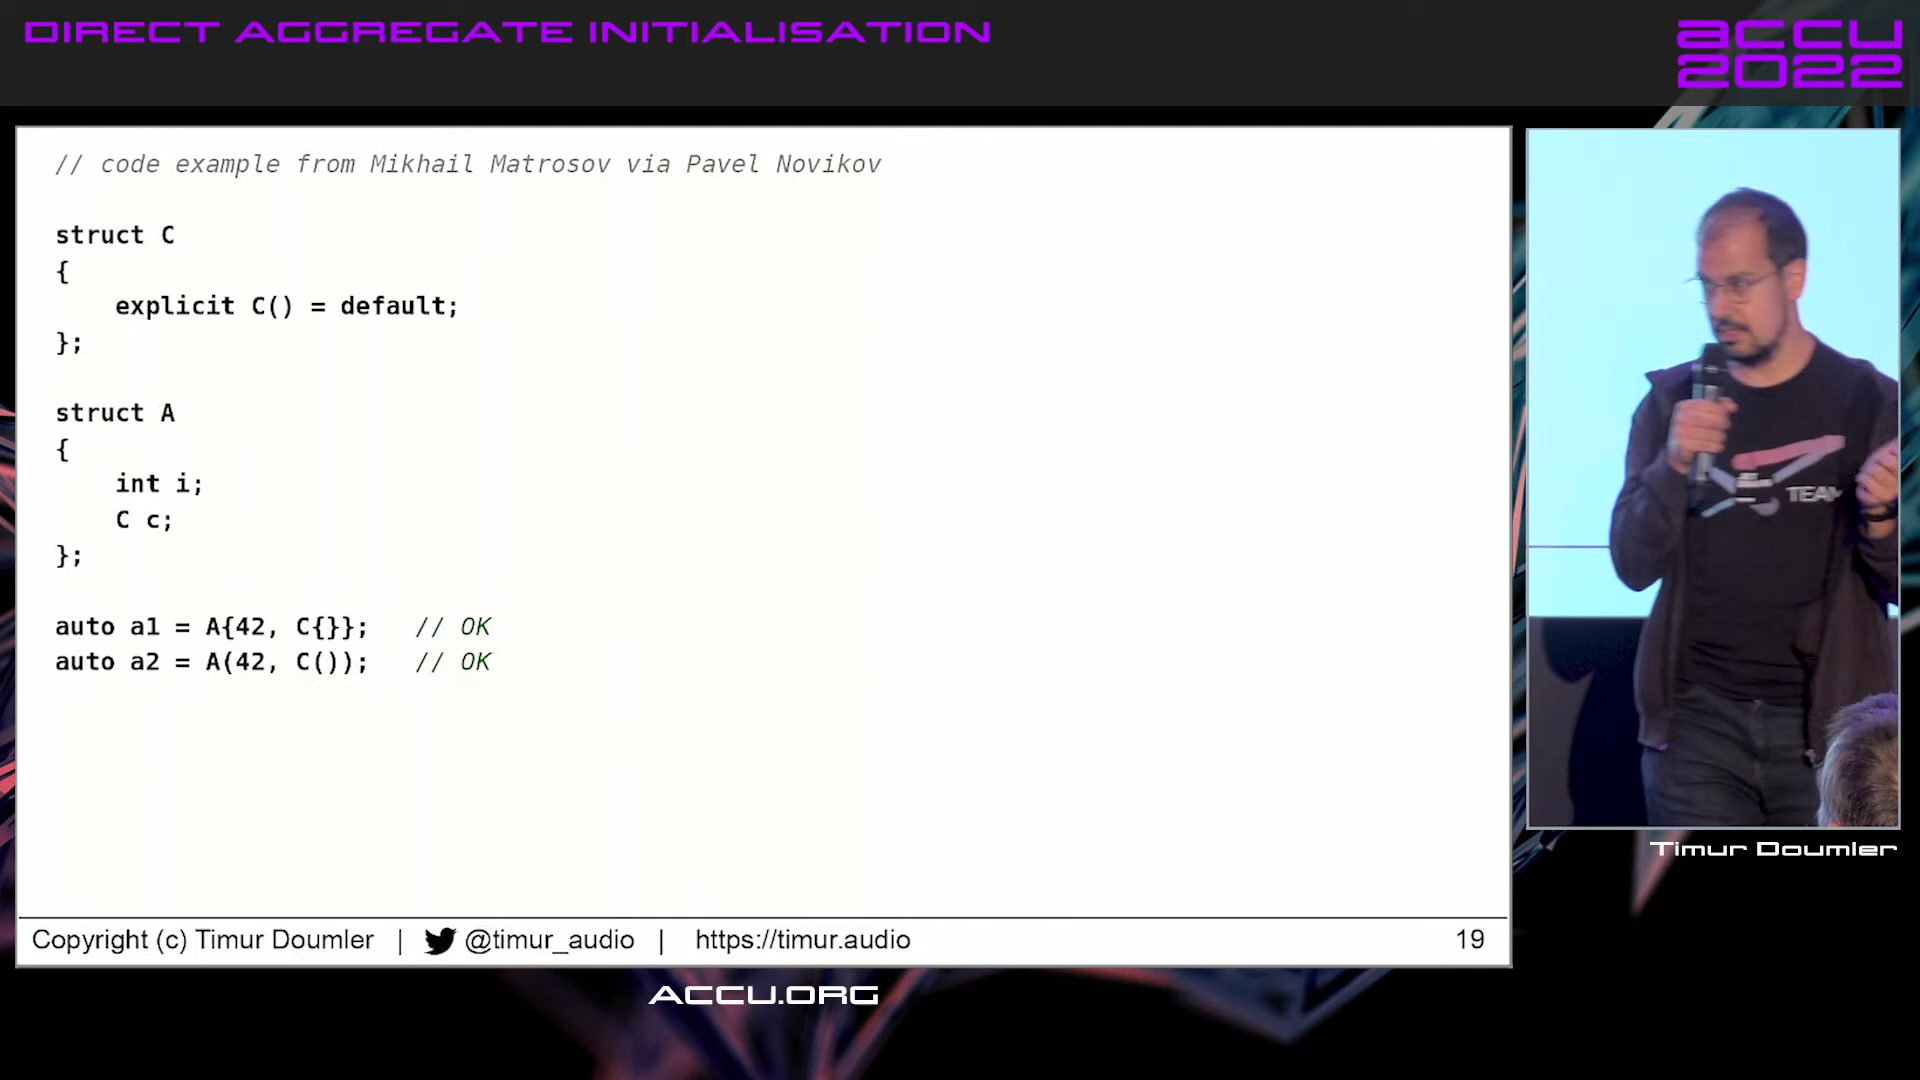 DIRECT AGGREGATE INITIALISATION
accu
2022
// code example from Mikhail Matrosov via Pavel Novikov
struct C
{
    explicit C() = default;
};
struct A
{
    int i;
    C c;
};
auto a1 = A{42, C{}};   // OK
auto a2 = A(42, C());   // OK
TEAM
Timur Doumler
Copyright (c) Timur Doumler | @timur_audio | https://timur.audio
19
ACCU.ORG